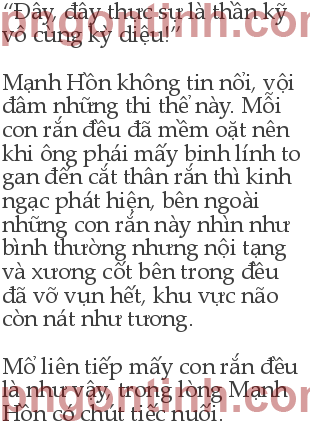 “Đây, đây thực sự là thần kỹ
vô cùng kỳ diệu!”
Mạnh Hồn không tin nổi, vội
đâm những thi thể này. Mỗi
con rắn đều đã mềm oặt nên
khi ông phái mấy binh lính to
gan đến cắt thân rắn thì kinh
ngạc phát hiện, bên ngoài
những con rắn này nhìn như
bình thường nhưng nội tạng
và xương cốt bên trong đều
đã vỡ vụn hết, khu vực não
còn nát như tương.
Mổ liên tiếp mấy con rắn đều
là như vậy, trong lòng Mạnh
Hồn có chút tiếc nuối.